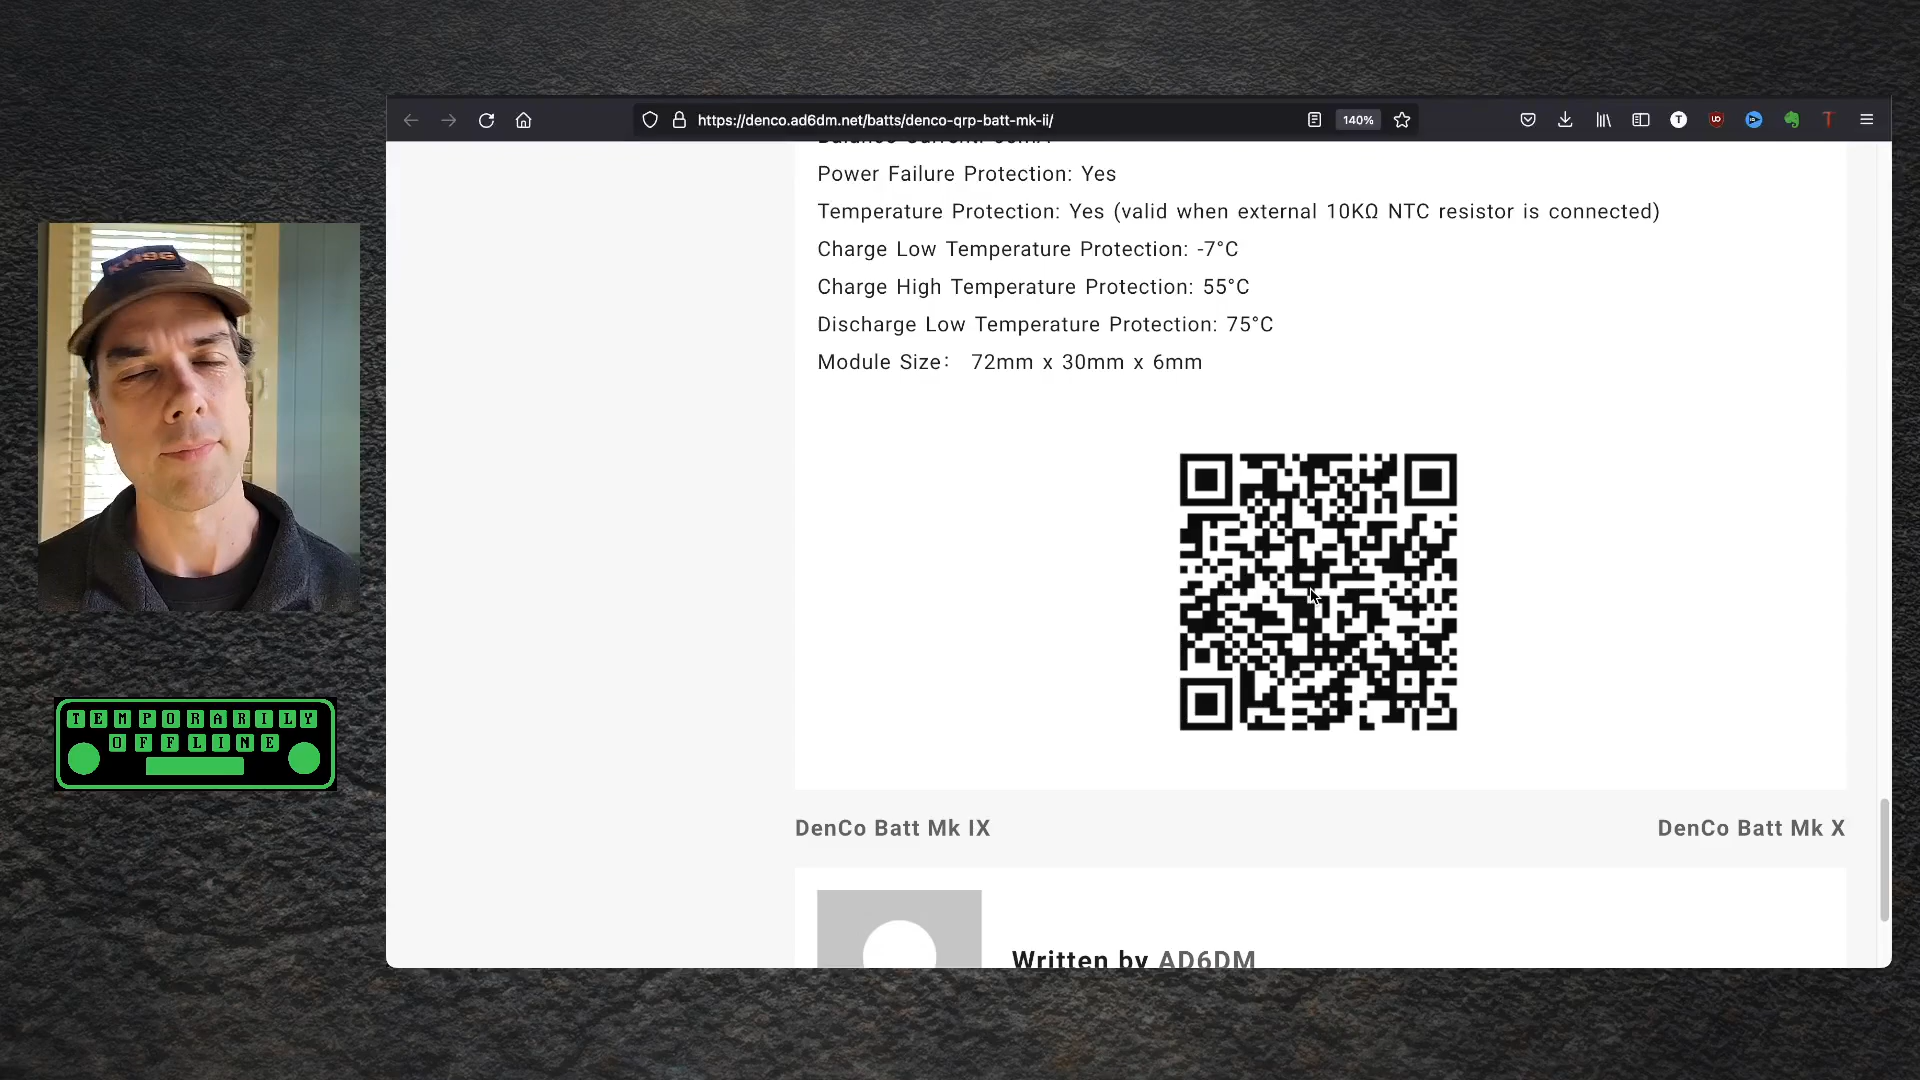 https://denco.ad6dm.net/batts/denco-qrp-batt-mk-ii/
140%
Power Failure Protection: Yes
Temperature Protection: Yes (valid when external 10KΩ NTC resistor is connected)
Charge Low Temperature Protection: -7°C
Charge High Temperature Protection: 55°C
Discharge Low Temperature Protection: 75°C
Module Size: 72mm x 30mm x 6mm
DenCo Batt Mk IX
DenCo Batt Mk X
Written by AD6DM
TEMPORARILY
OFFLINE